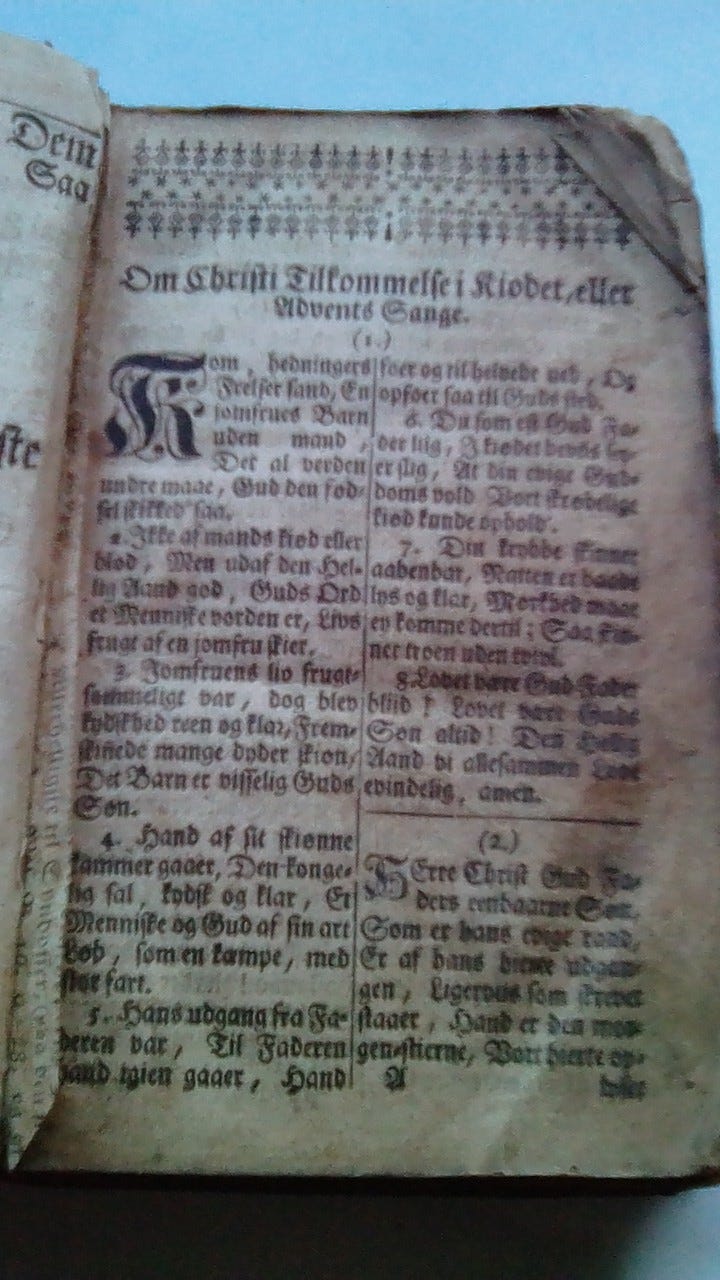 Dein
Saa
ste
Om Christi Tilkommelse i Kiødet, eller
Advents Sange.
(1.)
Kom, hedningers
Frelser sand, En
jomfrues Barn
uden mand,
Det al verden
undre maae, Gud den fød-
sel skikked' saa.
2. Ikke af mands kiød eller
blod, Men udaf den Hel-
lig Aand god, Guds Ord
et Menniske vorden er, Livs
frugt af en jomfru skier.
3. Jomfruens liv frugt-
sommeligt var, dog blev
kydskhed reen og klar, Frem-
skinede mange dyder skiøn,
Det Barn er visselig Guds
Søn.
4. Hand af sit skiønne
kammer gaaer, Den konge-
lig sal, kydsk og klar, Et
Menniske og Gud af sin art
Løb, som en kæmpe, med
stor fart.
5. Hans udgang fra Fa-
deren var, Til Faderen
hand igien gaaer, Hand
foer og til helvede ned, Og
opfoer saa til Guds sted.
6. Du som est Gud Fa-
der liig, I kiødet
er slig, At din evige Gud-
doms vold Vort skrøbelige
kiød kunde ophold'.
7. Din krybbe skinner
aabenbar, Natten er baade
lys og klar, Mørkhed maae
ey komme dertil; Saa skin-
ner troen uden tvivl.
8. Lovet være Gud Fader
bliid! Lovet være Guds
Søn altid! Den Hellig
Aand vi allesammen Love
evindelig, amen.
(2.)
HErre Christ Gud Fa-
ders eenbaarne Søn,
Som er hans evige raad,
Er af hans hierte udgan-
gen, Ligerviis som skrevet
staaer, Hand er den mor-
gen-stierne, Vort hierte op-
A